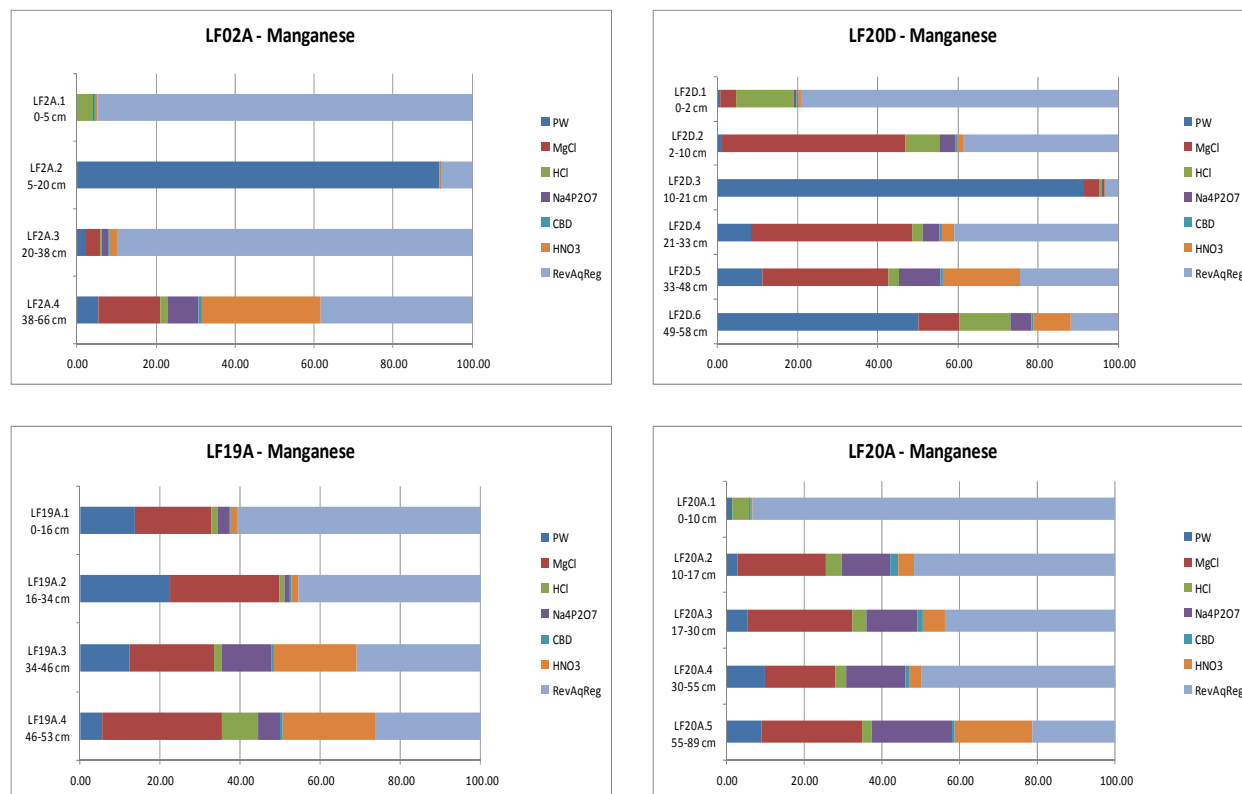 LF02A - Manganese
LF2A.1
0-5 cm
LF2A.2
5-20 cm
LF2A.3
20-38 cm
LF2A.4
38-66 cm
0.00 20.00 40.00 60.00 80.00 100.00
PW
MgCl
HCl
Na4P2O7
CBD
HNO3
RevAqReg
LF20D - Manganese
LF2D.1
0-2 cm
LF2D.2
2-10 cm
LF2D.3
10-21 cm
LF2D.4
21-33 cm
LF2D.5
33-48 cm
LF2D.6
49-58 cm
0.00 20.00 40.00 60.00 80.00 100.00
PW
MgCl
HCl
Na4P2O7
CBD
HNO3
RevAqReg
LF19A - Manganese
LF19A.1
0-16 cm
LF19A.2
16-34 cm
LF19A.3
34-46 cm
LF19A.4
46-53 cm
0.00 20.00 40.00 60.00 80.00 100.00
PW
MgCl
HCl
Na4P2O7
CBD
HNO3
RevAqReg
LF20A - Manganese
LF20A.1
0-10 cm
LF20A.2
10-17 cm
LF20A.3
17-30 cm
LF20A.4
30-55 cm
LF20A.5
55-89 cm
0.00 20.00 40.00 60.00 80.00 100.00
PW
MgCl
HCl
Na4P2O7
CBD
HNO3
RevAqReg